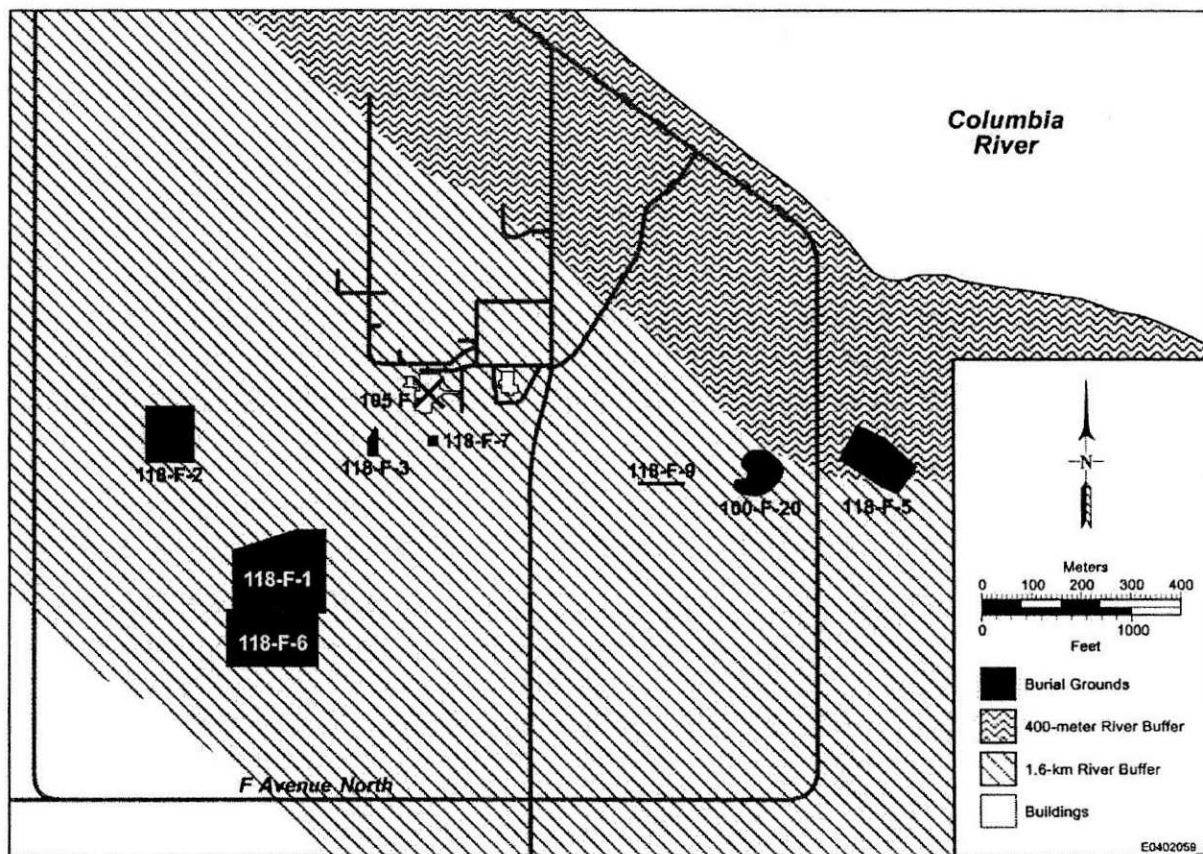 Columbia
River
105 F
118-F-7
118-F-2
118-F-3
118-F-9
100-F-20
118-F-5
118-F-1
118-F-6
F Avenue North
N
Meters
0 100 200 300 400
0 1000
Feet
Burial Grounds
400-meter River Buffer
1.6-km River Buffer
Buildings
E0402059